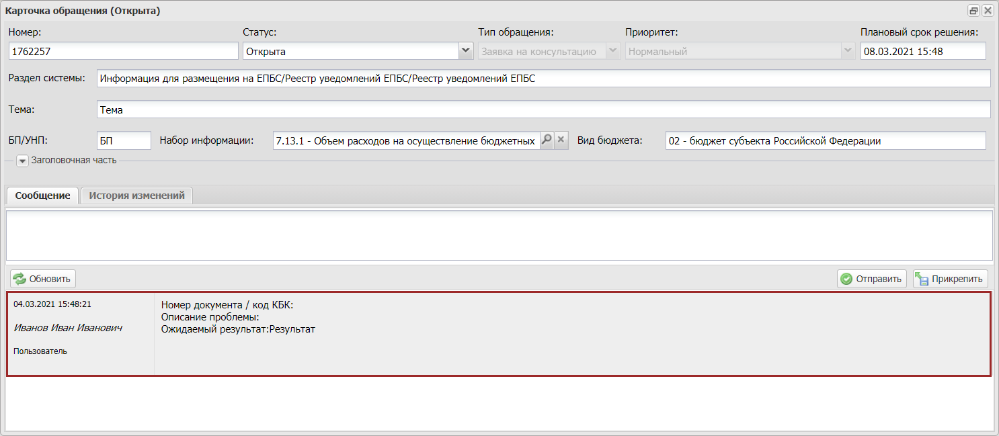 Карточка обращения (Открыта)
Номер: Статус: Тип обращения: Приоритет: Плановый срок решения:
1762257 Открыта Заявка на консультацию Нормальный 08.03.2021 15:48
Раздел системы: Информация для размещения на ЕПБС/Реестр уведомлений ЕПБС/Реестр уведомлений ЕПБС
Тема: Тема
БП/УНП: БП Набор информации: 7.13.1 - Объем расходов на осуществление бюджетных Вид бюджета: 02 - бюджет субъекта Российской Федерации
Заголовочная часть
Сообщение История изменений
Обновить Отправить Прикрепить
04.03.2021 15:48:21
Иванов Иван Иванович
Пользователь
Номер документа / код КБК:
Описание проблемы:
Ожидаемый результат:Результат